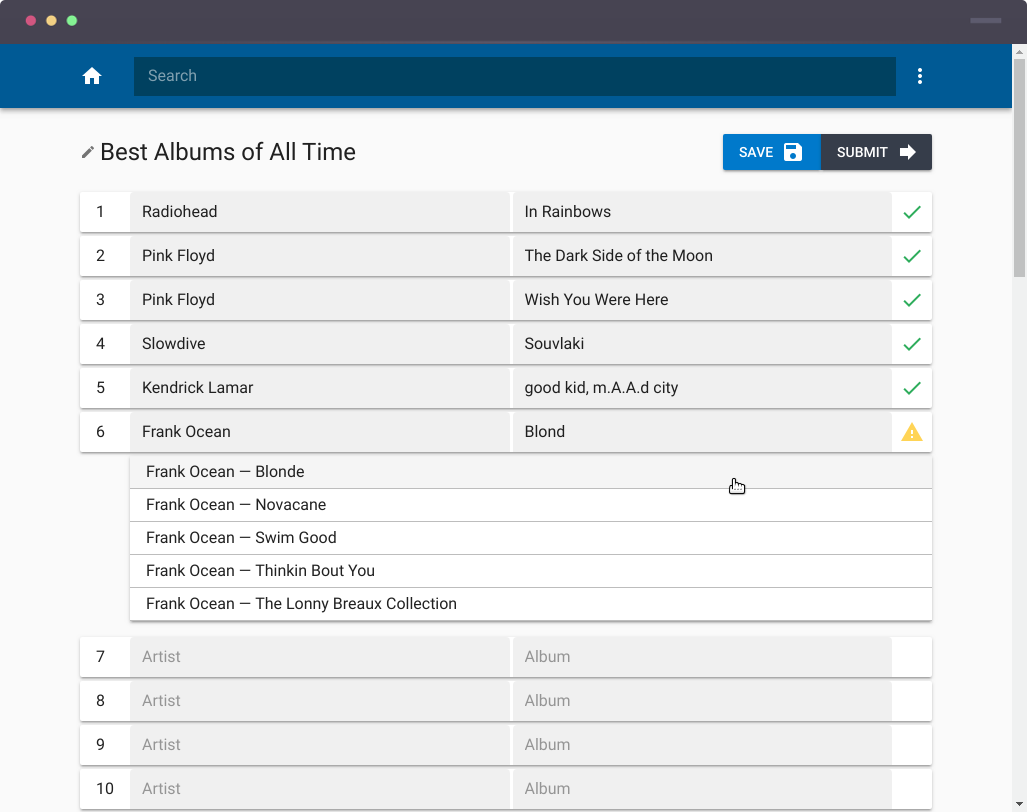 Search
Best Albums of All Time SAVE SUBMIT
1 Radiohead In Rainbows
2 Pink Floyd The Dark Side of the Moon
3 Pink Floyd Wish You Were Here
4 Slowdive Souvlaki
5 Kendrick Lamar good kid, m.A.A.d city
6 Frank Ocean Blond
Frank Ocean — Blonde
Frank Ocean — Novacane
Frank Ocean — Swim Good
Frank Ocean — Thinkin Bout You
Frank Ocean — The Lonny Breaux Collection
7 Artist Album
8 Artist Album
9 Artist Album
10 Artist Album